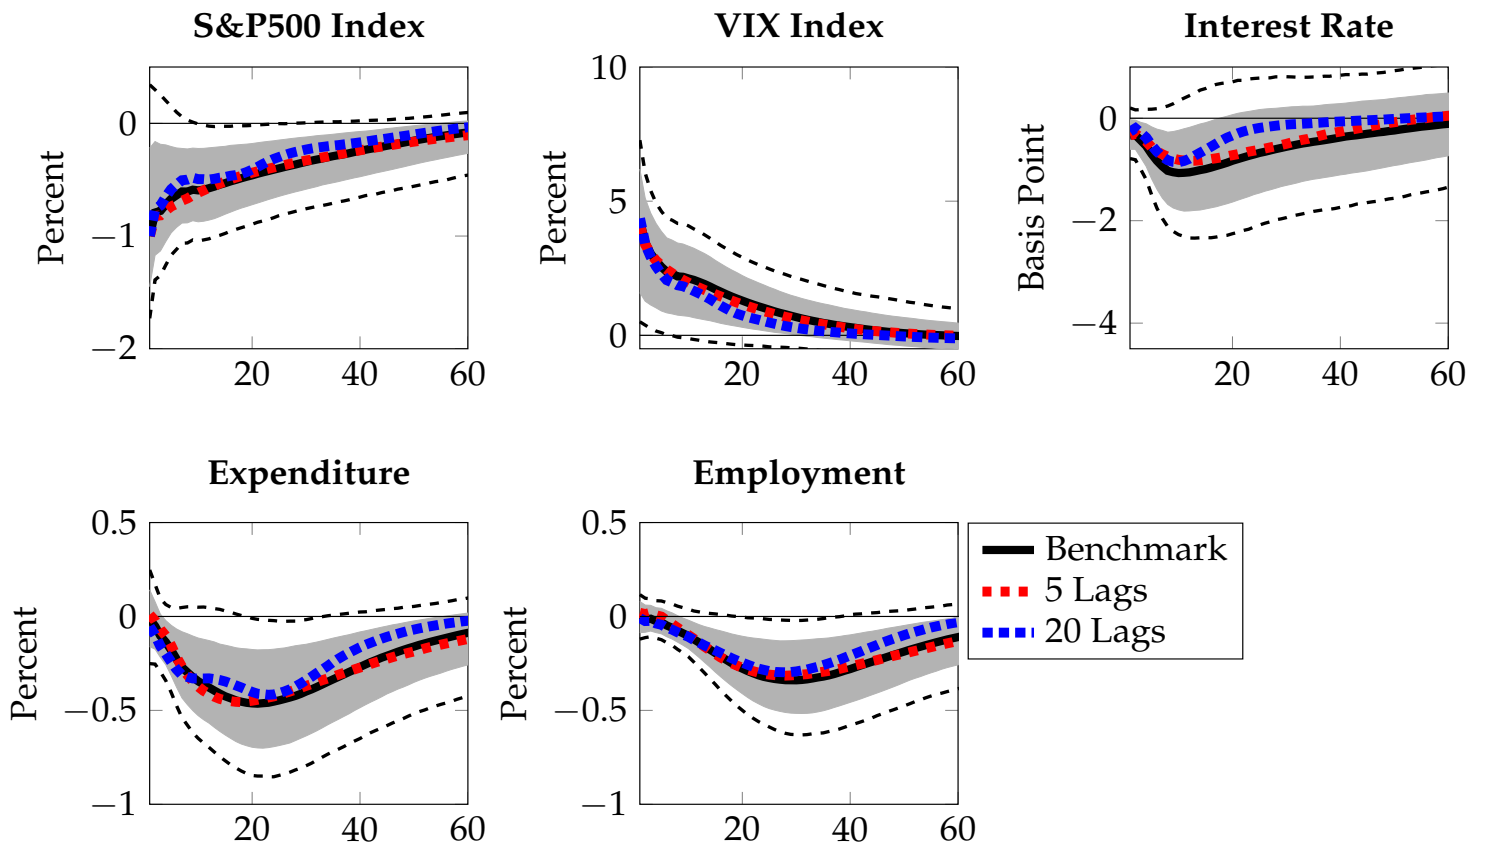 S&P500 Index
VIX Index
Interest Rate
Percent
0
−1
−2
20
40
60
Percent
10
5
0
20
40
60
Basis Point
0
−2
−4
20
40
60
Expenditure
Employment
Percent
0.5
0
−0.5
−1
20
40
60
Percent
0.5
0
−0.5
−1
20
40
60
Benchmark
5 Lags
20 Lags